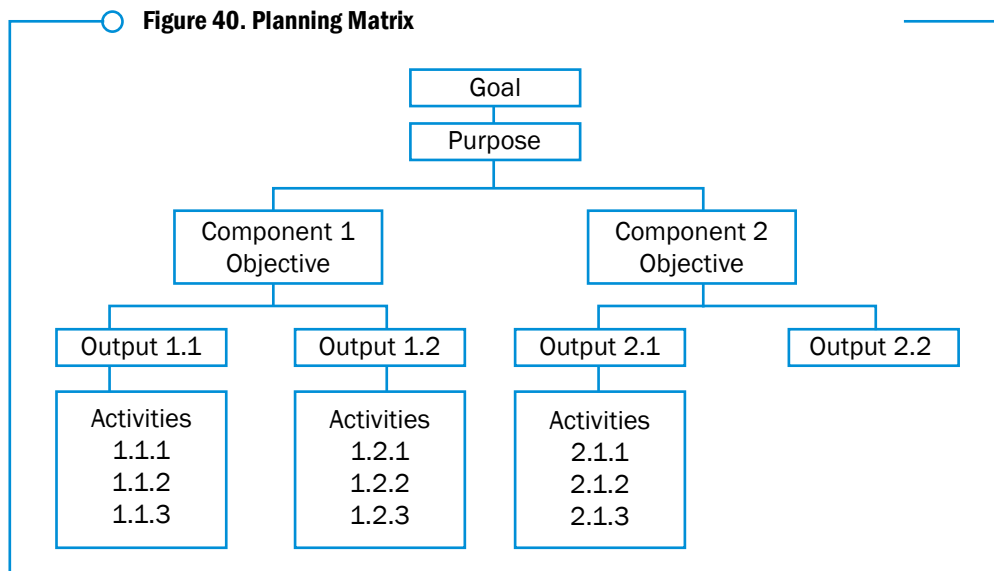 Figure 40. Planning Matrix
Goal
Purpose
Component 1
Objective
Component 2
Objective
Output 1.1
Output 1.2
Output 2.1
Output 2.2
Activities
1.1.1
1.1.2
1.1.3
Activities
1.2.1
1.2.2
1.2.3
Activities
2.1.1
2.1.2
2.1.3